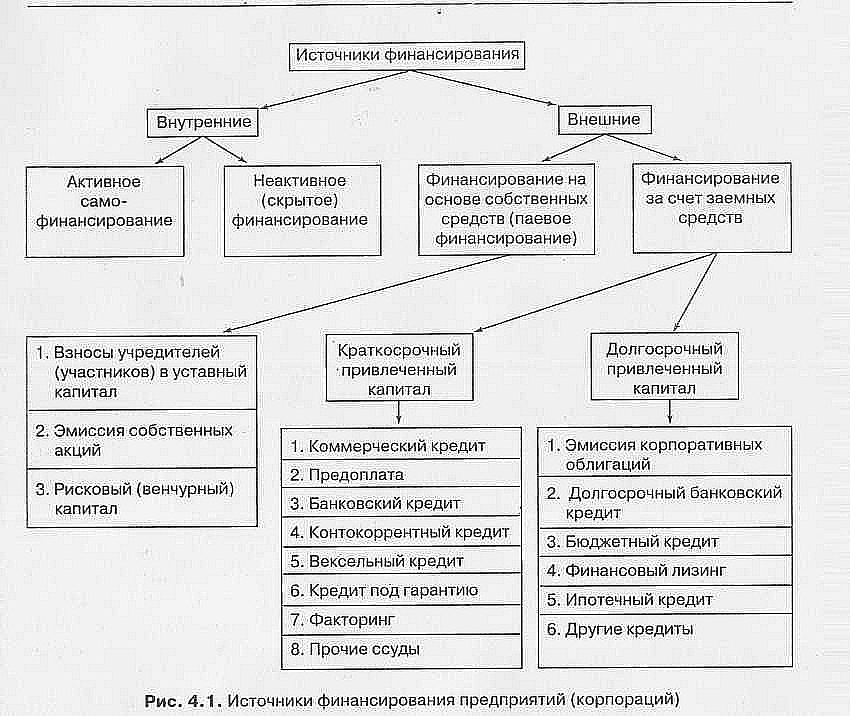 Источники финансирования
Внутренние
Внешние
Активное
само-
финансирование
Неактивное
(скрытое)
финансирование
Финансирование на
основе собственных
средств (паевое
финансирование)
Финансирование
за счет заемных
средств
1. Взносы учредителей
(участников) в уставный
капитал
2. Эмиссия собственных
акций
3. Рисковый (венчурный)
капитал
Краткосрочный
привлеченный
капитал
1. Коммерческий кредит
2. Предоплата
3. Банковский кредит
4. Контокоррентный кредит
5. Вексельный кредит
6. Кредит под гарантию
7. Факторинг
8. Прочие ссуды
Долгосрочный
привлеченный
капитал
1. Эмиссия корпоративных
облигаций
2. Долгосрочный банковский
кредит
3. Бюджетный кредит
4. Финансовый лизинг
5. Ипотечный кредит
6. Другие кредиты
Рис. 4.1. Источники финансирования предприятий (корпораций)